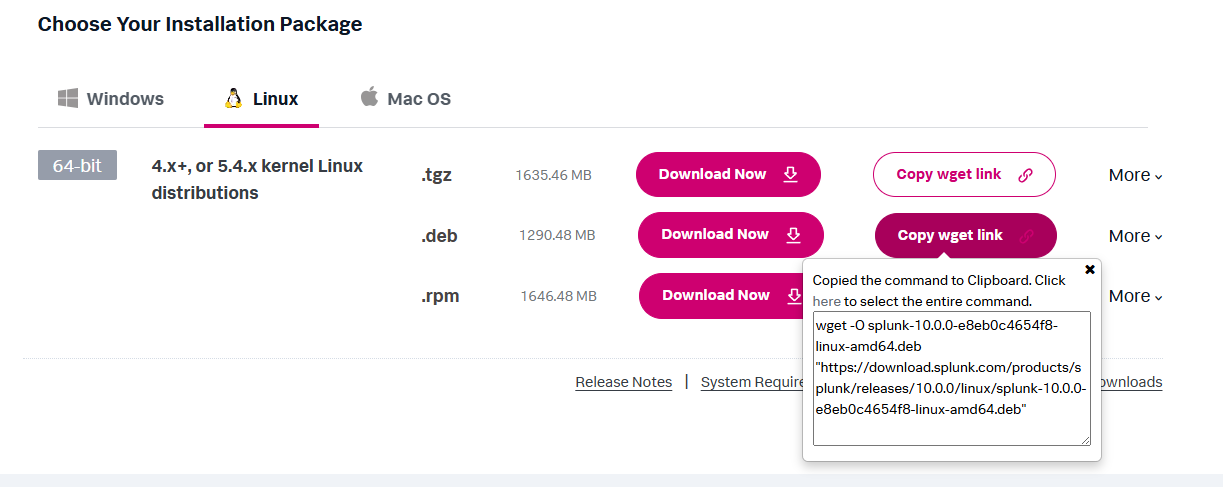 Choose Your Installation Package
Windows
Linux
Mac OS
64-bit
4.x+, or 5.4.x kernel Linux
distributions
.tgz
1635.46 MB
Download Now
Copy wget link
More
.deb
1290.48 MB
Download Now
Copy wget link
More
.rpm
1646.48 MB
Download Now
More
Copied the command to Clipboard. Click
here to select the entire command.
wget -O splunk-10.0.0-e8eb0c4654f8-
linux-amd64.deb
"https://download.splunk.com/products/s
plunk/releases/10.0.0/linux/splunk-10.0.0-
e8eb0c4654f8-linux-amd64.deb"
Release Notes | System Require
ownloads